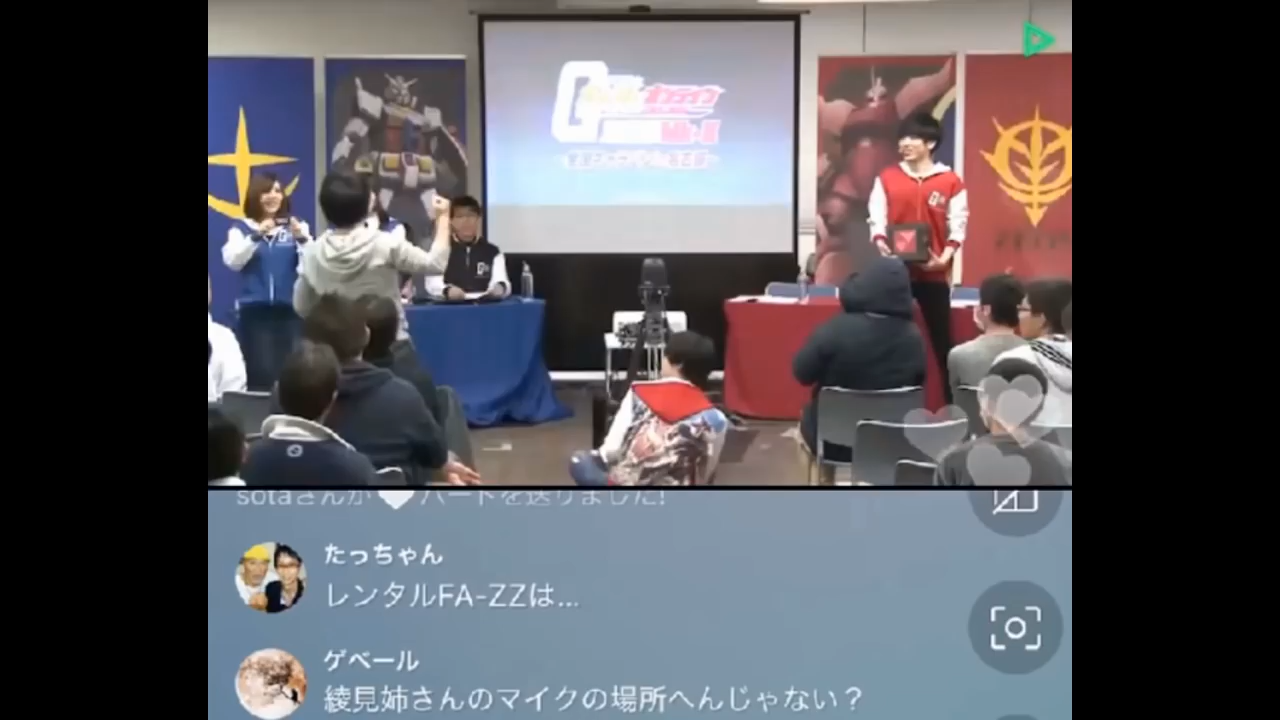 G
sotaさんが ハートを送りました!
たっちゃん
レンタルFA-ZZは...
ゲベール
綾見姉さんのマイクの場所へんじゃない？